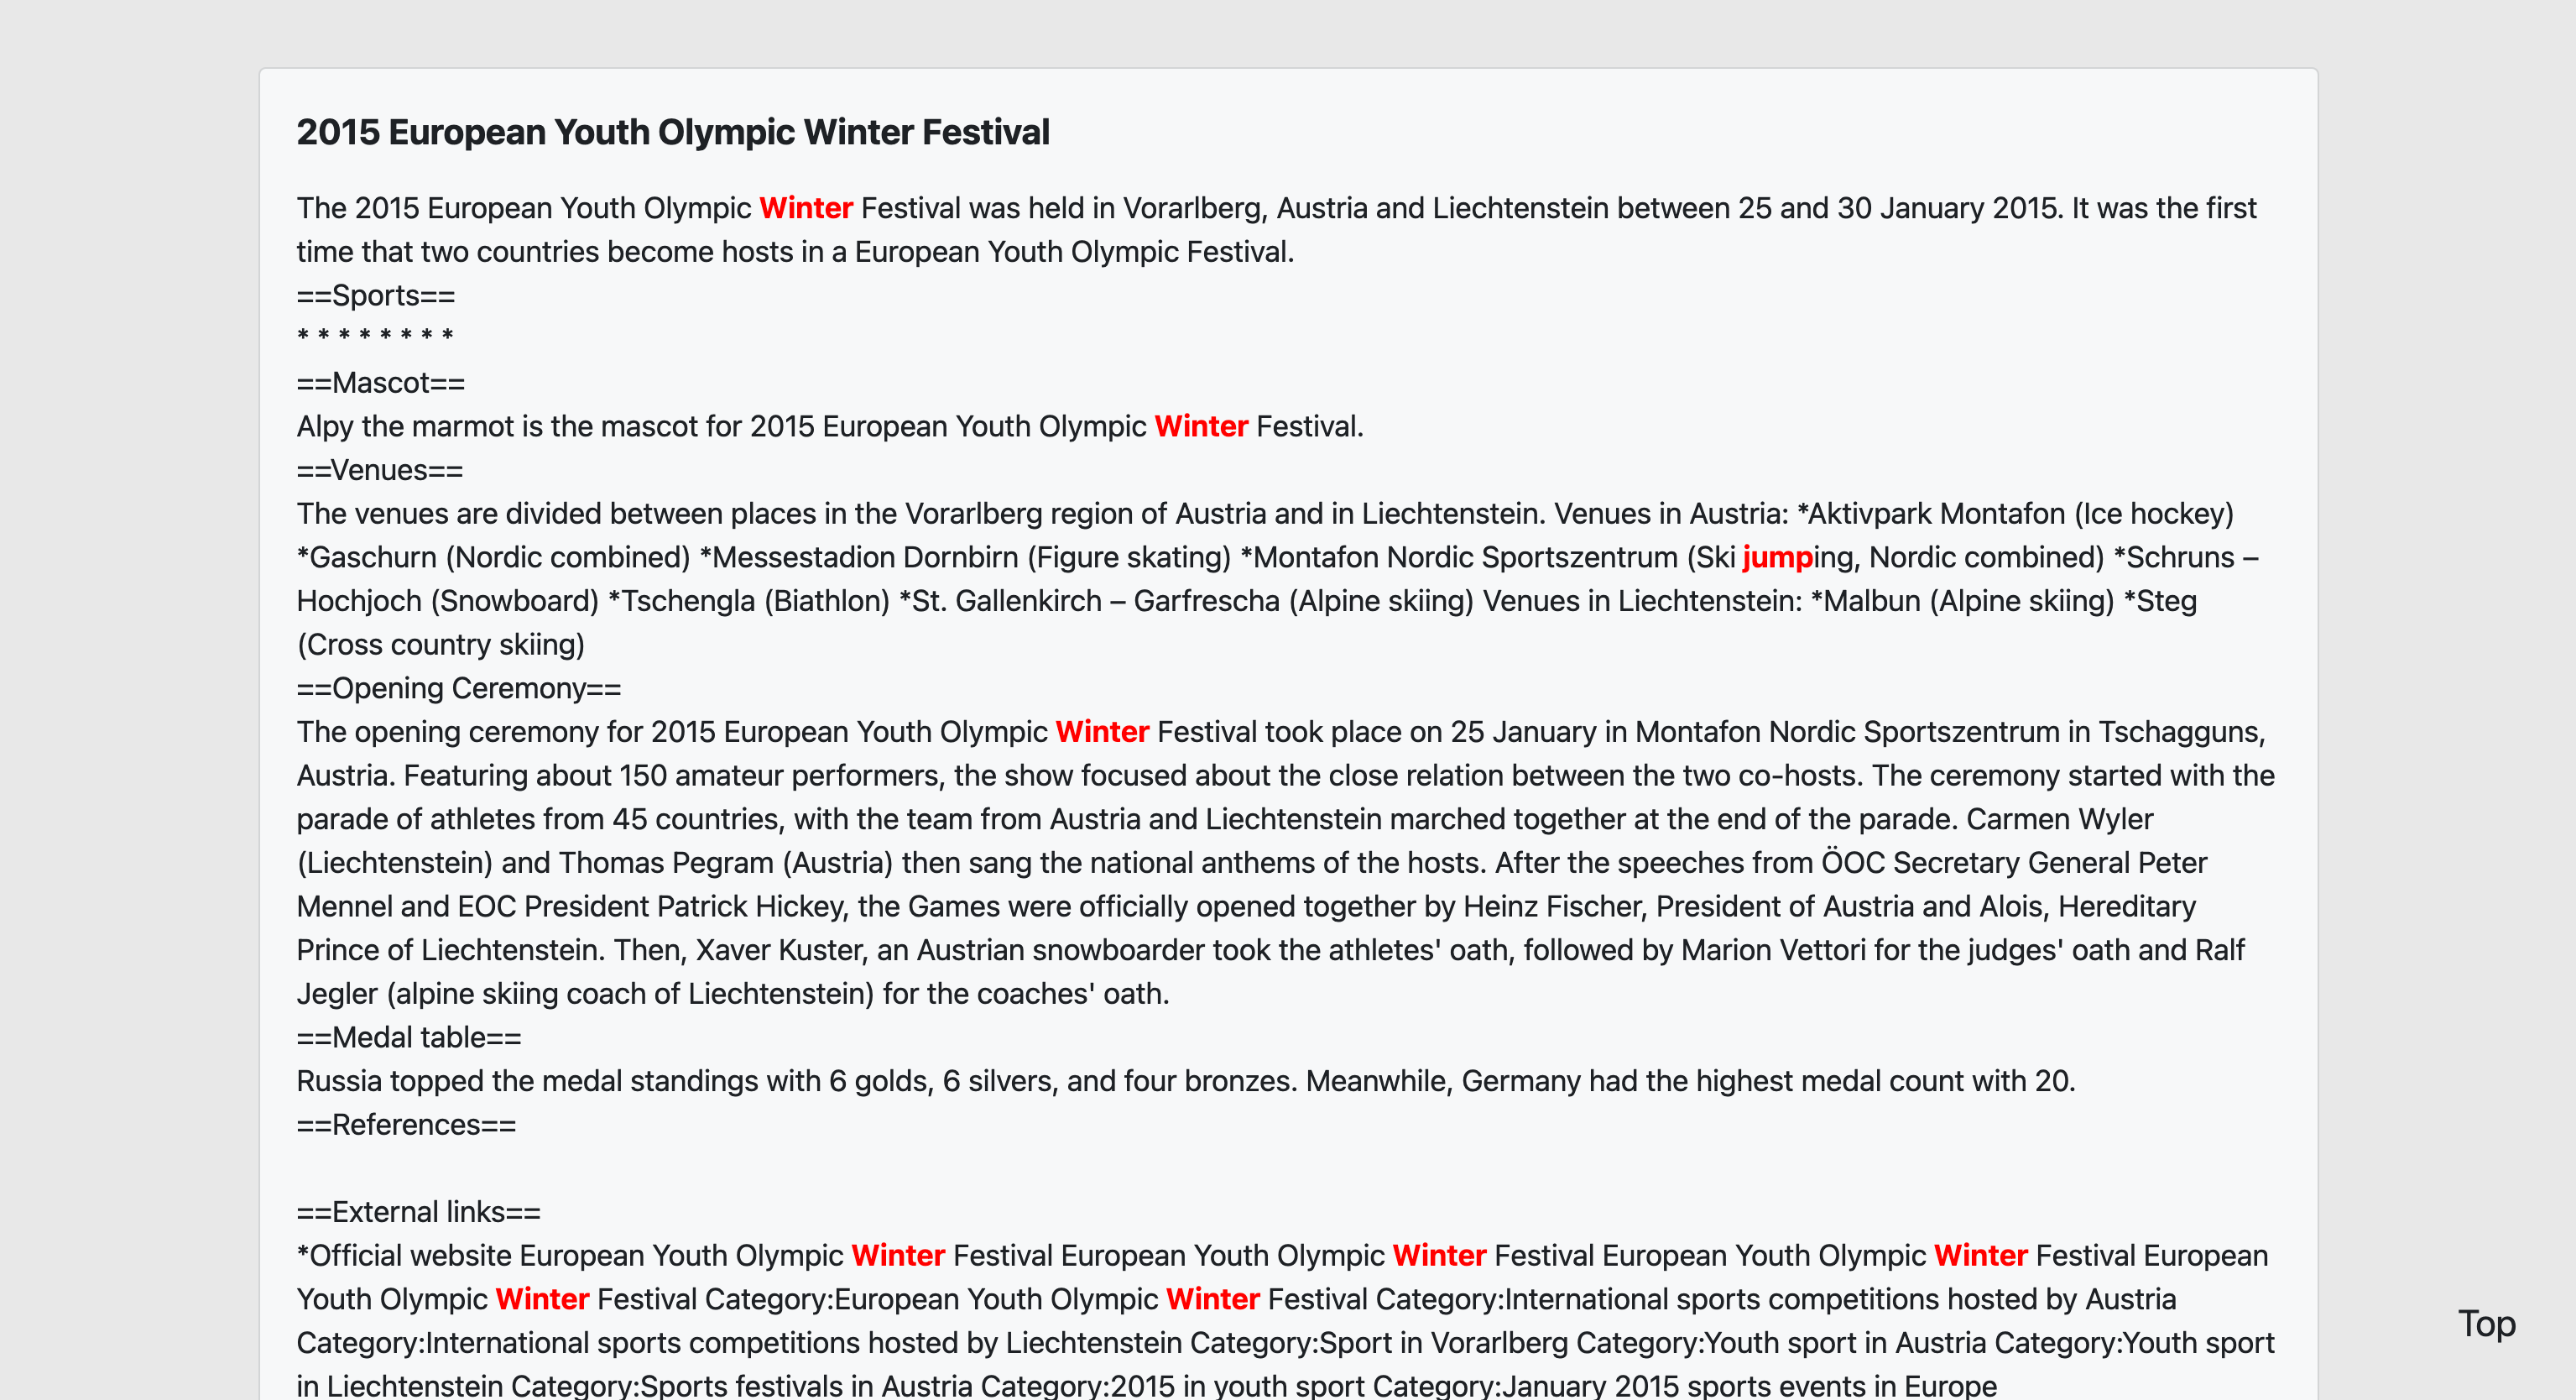 2015 European Youth Olympic Winter Festival
The 2015 European Youth Olympic Winter Festival was held in Vorarlberg, Austria and Liechtenstein between 25 and 30 January 2015. It was the first
time that two countries become hosts in a European Youth Olympic Festival.
==Sports==
* * * * * * * *
==Mascot==
Alpy the marmot is the mascot for 2015 European Youth Olympic Winter Festival.
==Venues==
The venues are divided between places in the Vorarlberg region of Austria and in Liechtenstein. Venues in Austria: *Aktivpark Montafon (Ice hockey)
*Gaschurn (Nordic combined) *Messestadion Dornbirn (Figure skating) *Montafon Nordic Sportszentrum (Ski jumping, Nordic combined) *Schruns –
Hochjoch (Snowboard) *Tschengla (Biathlon) *St. Gallenkirch – Garfrescha (Alpine skiing) Venues in Liechtenstein: *Malbun (Alpine skiing) *Steg
(Cross country skiing)
==Opening Ceremony==
The opening ceremony for 2015 European Youth Olympic Winter Festival took place on 25 January in Montafon Nordic Sportszentrum in Tschagguns,
Austria. Featuring about 150 amateur performers, the show focused about the close relation between the two co-hosts. The ceremony started with the
parade of athletes from 45 countries, with the team from Austria and Liechtenstein marched together at the end of the parade. Carmen Wyler
(Liechtenstein) and Thomas Pegram (Austria) then sang the national anthems of the hosts. After the speeches from ÖOC Secretary General Peter
Mennel and EOC President Patrick Hickey, the Games were officially opened together by Heinz Fischer, President of Austria and Alois, Hereditary
Prince of Liechtenstein. Then, Xaver Kuster, an Austrian snowboarder took the athletes' oath, followed by Marion Vettori for the judges' oath and Ralf
Jegler (alpine skiing coach of Liechtenstein) for the coaches' oath.
==Medal table==
Russia topped the medal standings with 6 golds, 6 silvers, and four bronzes. Meanwhile, Germany had the highest medal count with 20.
==References==
==External links==
*Official website European Youth Olympic Winter Festival European Youth Olympic Winter Festival European Youth Olympic Winter Festival European
Youth Olympic Winter Festival Category:European Youth Olympic Winter Festival Category:International sports competitions hosted by Austria
Category:International sports competitions hosted by Liechtenstein Category:Sport in Vorarlberg Category:Youth sport in Austria Category:Youth sport
in Liechtenstein Category:Sports festivals in Austria Category:2015 in youth sport Category:January 2015 sports events in Europe
Top